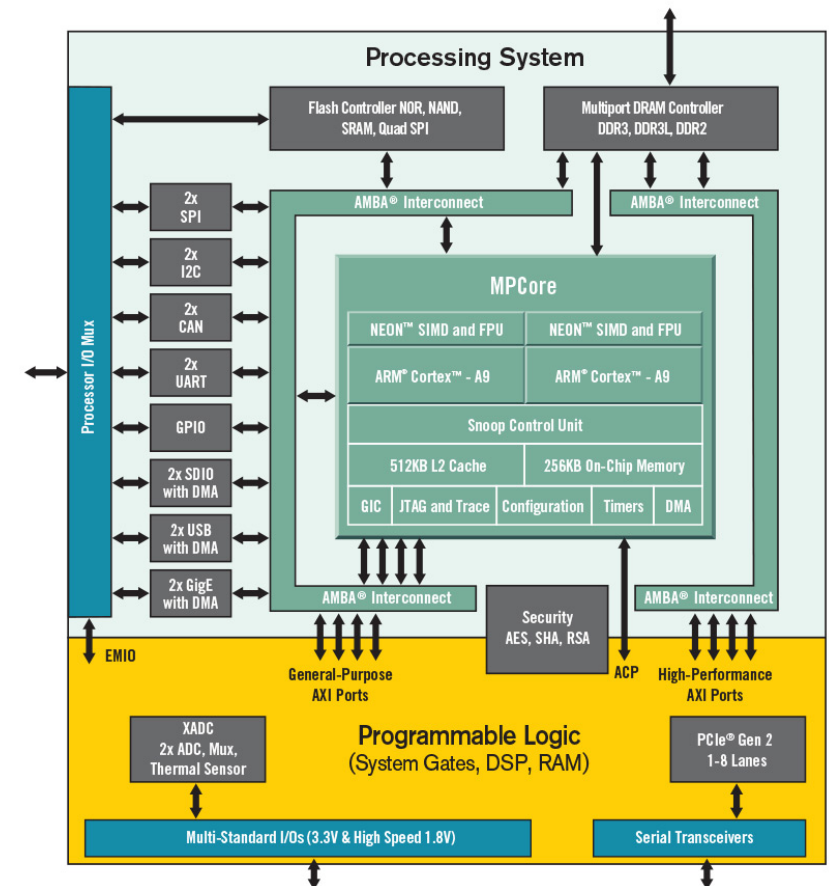 Processing System
Flash Controller NOR, NAND,
SRAM, Quad SPI
Multiport DRAM Controller
DDR3, DDR3L, DDR2
AMBA® Interconnect
AMBA® Interconnect
Processor I/O Mux
2x
SPI
2x
I2C
2x
CAN
2x
UART
GPIO
2x SDIO
with DMA
2x USB
with DMA
2x GigE
with DMA
MPCore
NEON™ SIMD and FPU
NEON™ SIMD and FPU
ARM® Cortex™ - A9
ARM® Cortex™ - A9
Snoop Control Unit
512KB L2 Cache
256KB On-Chip Memory
GIC
JTAG and Trace
Configuration
Timers
DMA
AMBA® Interconnect
AMBA® Interconnect
Security
AES, SHA, RSA
EMIO
General-Purpose
AXI Ports
ACP
High-Performance
AXI Ports
Programmable Logic
(System Gates, DSP, RAM)
XADC
2x ADC, Mux,
Thermal Sensor
PCIe® Gen 2
1-8 Lanes
Multi-Standard I/Os (3.3V & High Speed 1.8V)
Serial Transceivers